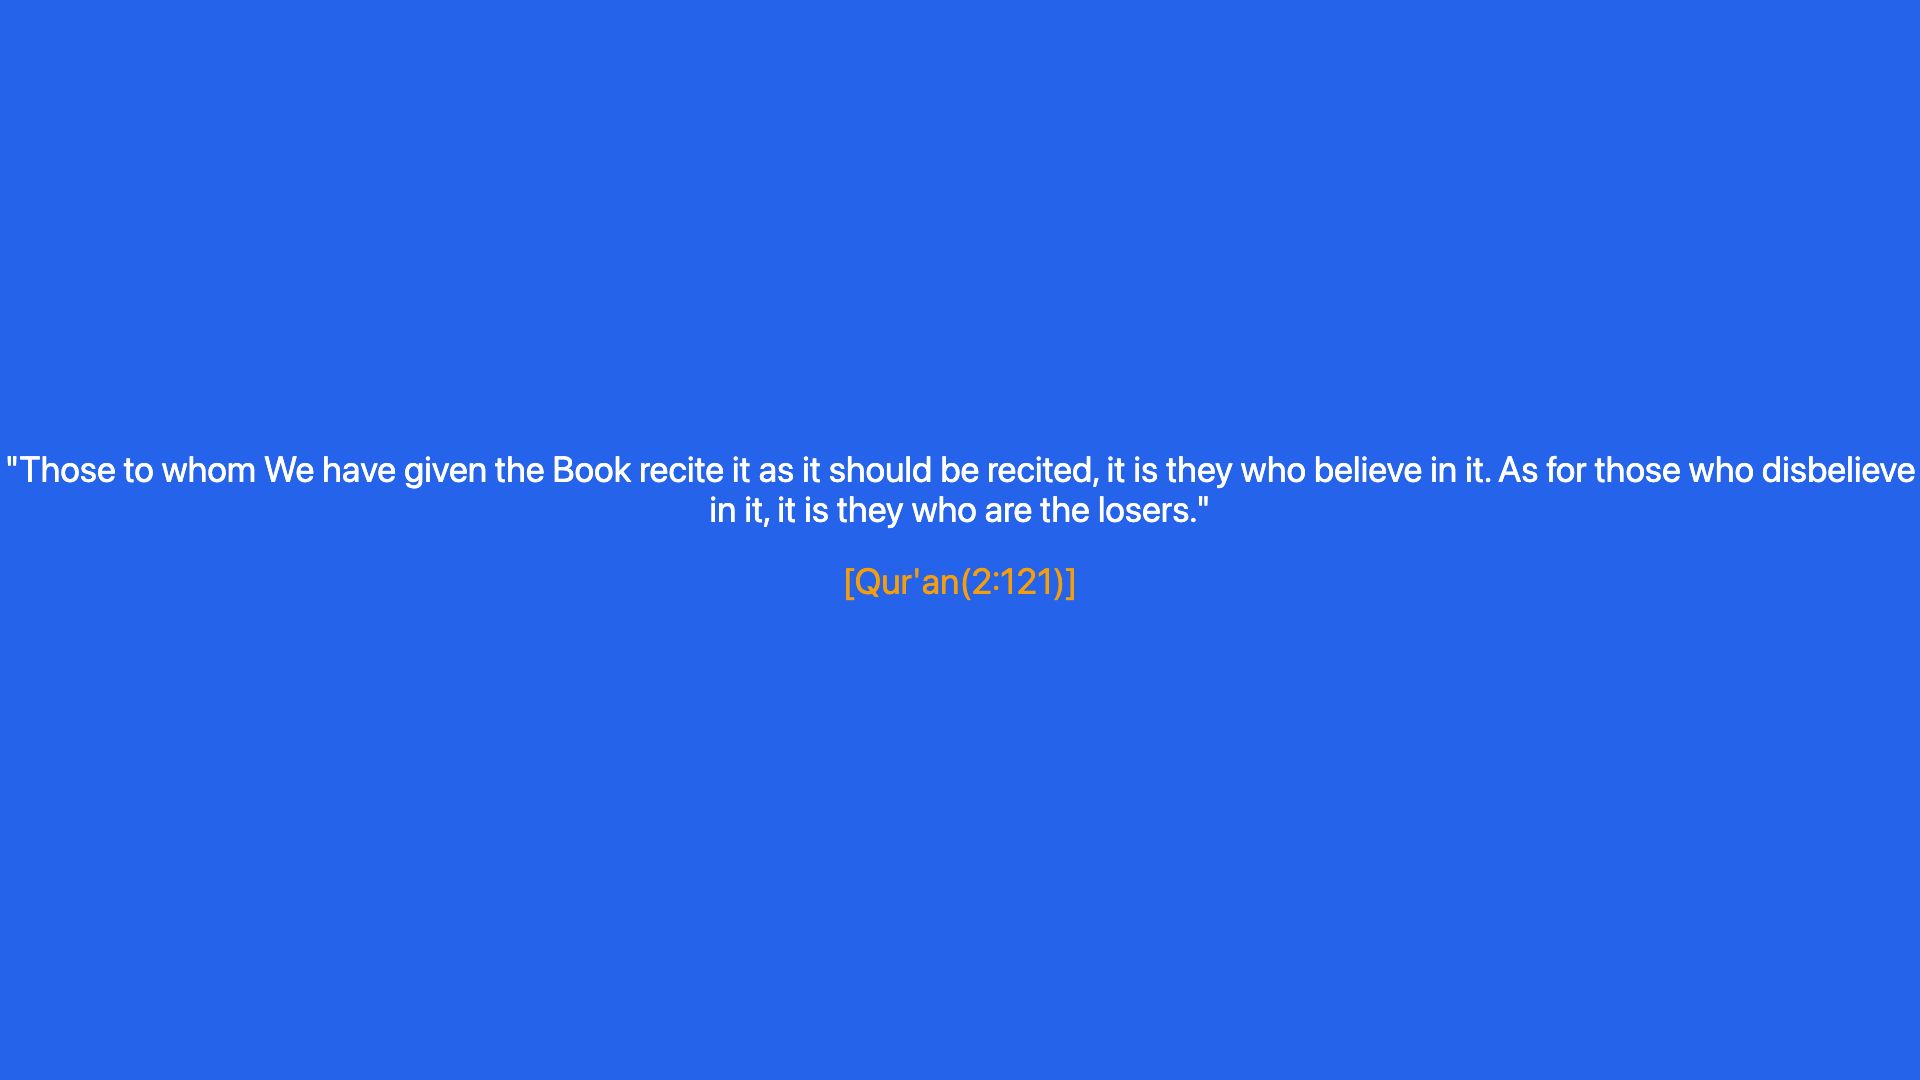 "Those to whom We have given the Book recite it as it should be recited, it is they who believe in it. As for those who disbelieve
in it, it is they who are the losers."
[Qur'an(2:121)]